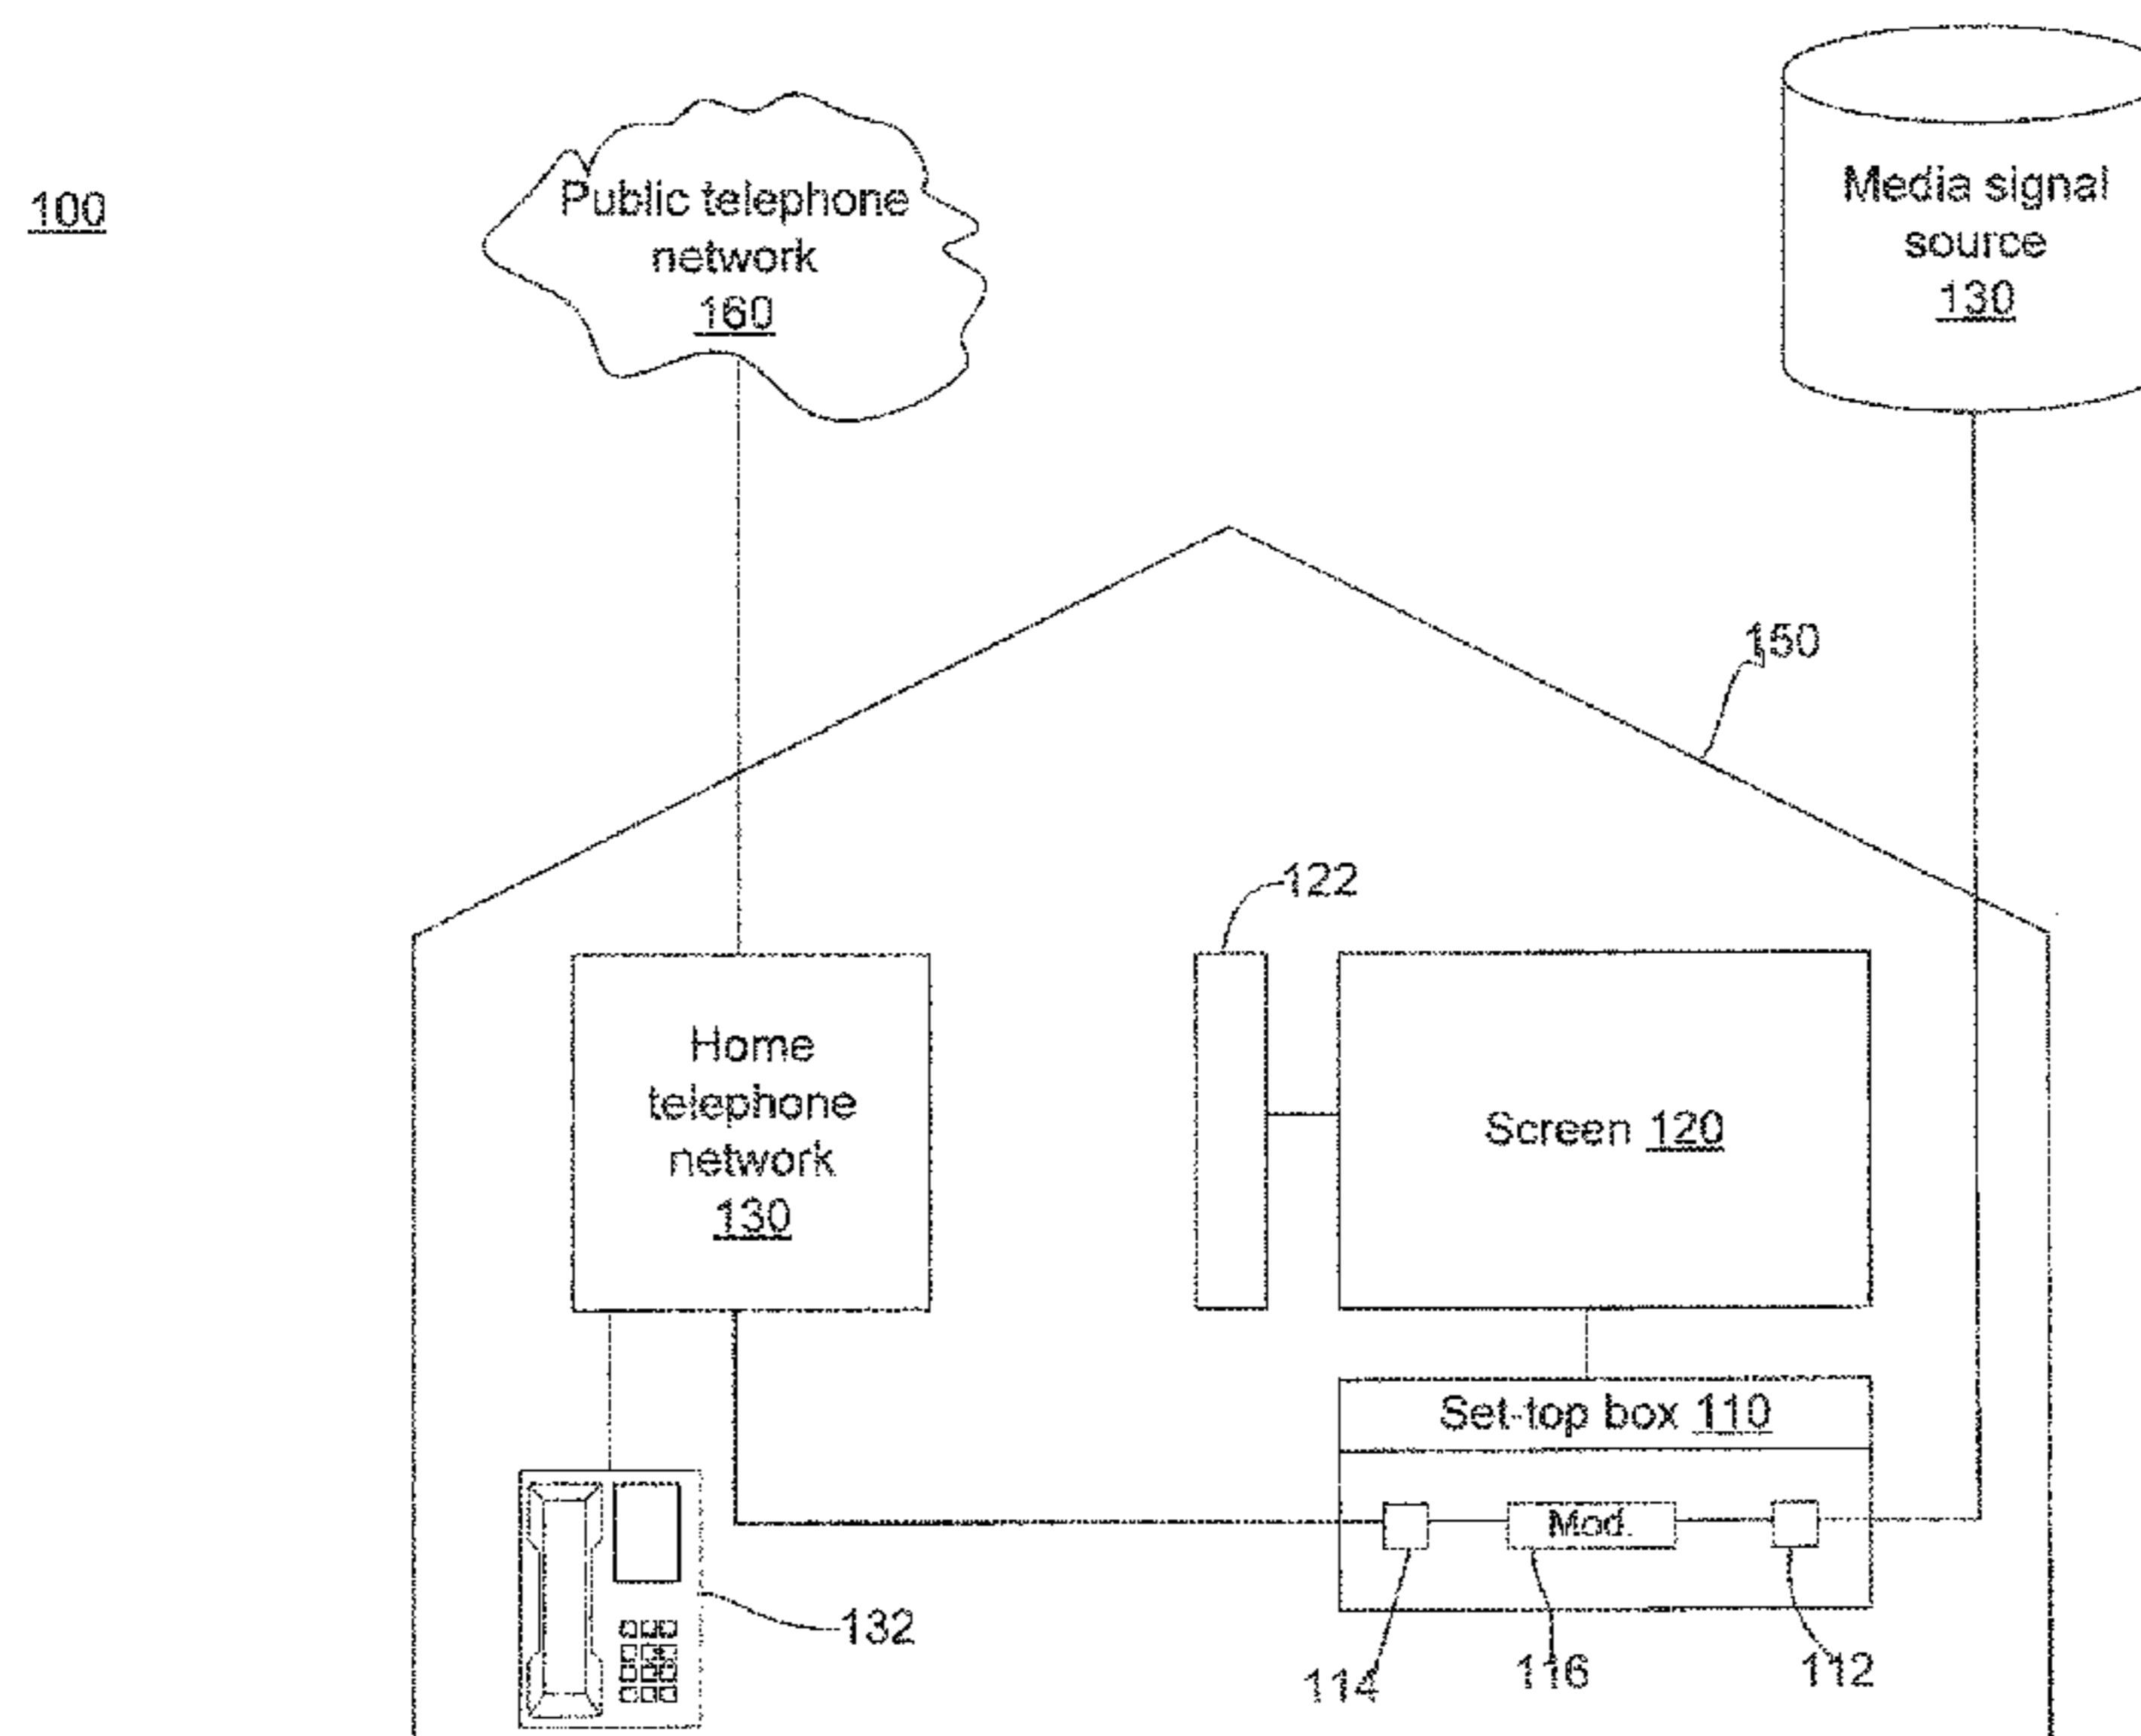 100
Public telephone
network
160
Media signal
source
130
150
122
Home
telephone
network
130
Screen 120
Set-top box 110
Mod.
132
114
116
112